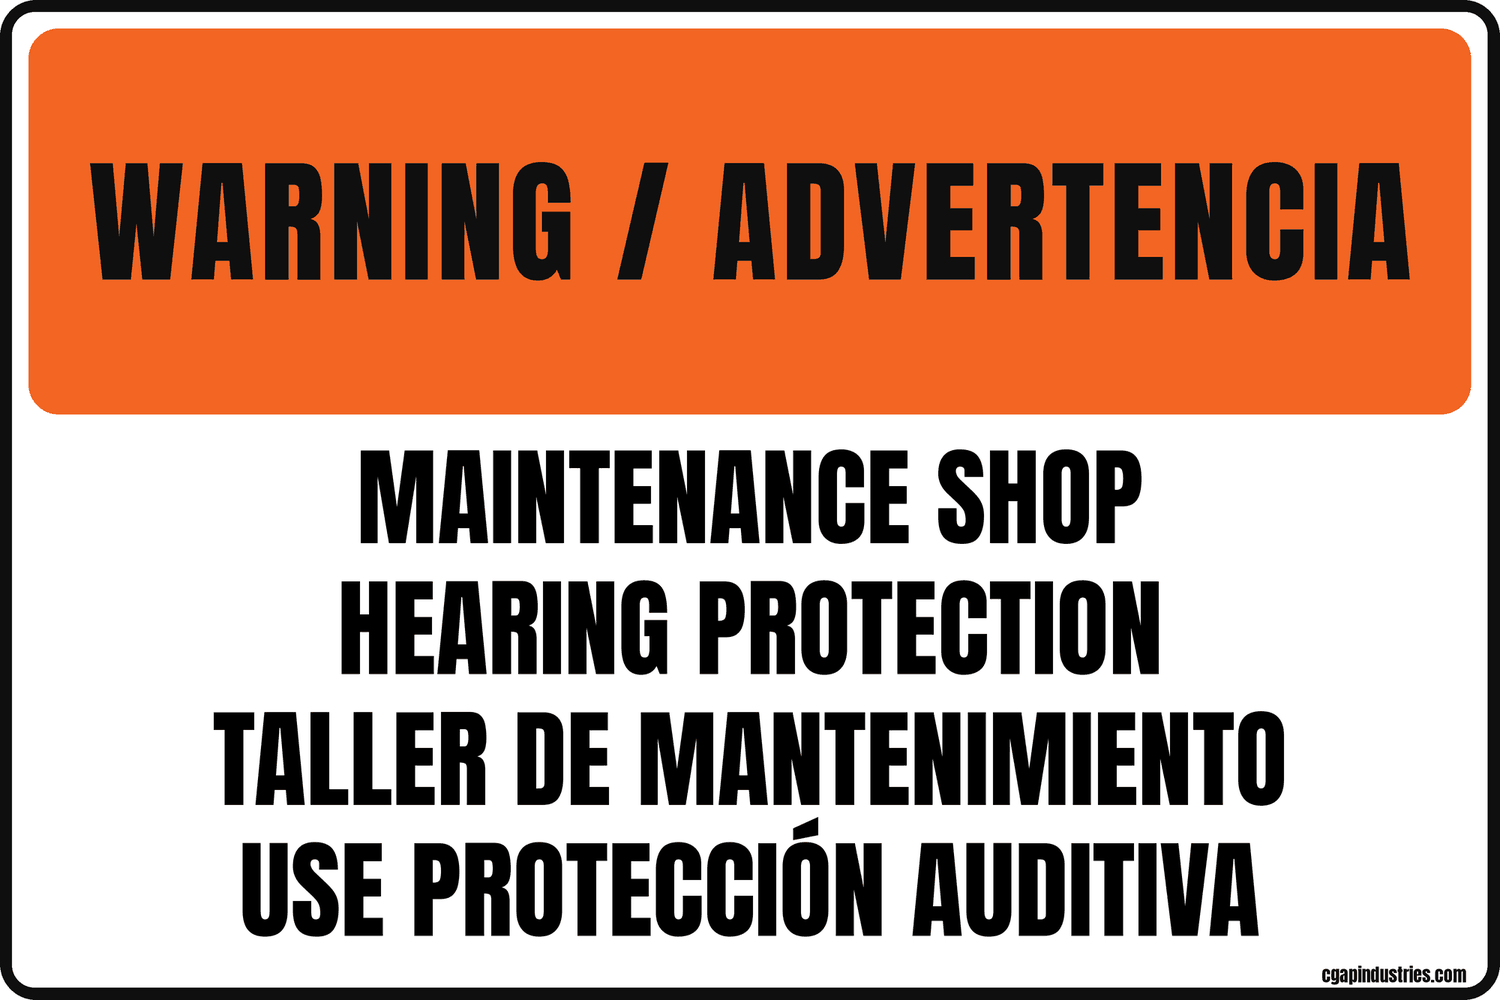 WARNING / ADVERTENCIA
MAINTENANCE SHOP
HEARING PROTECTION
TALLER DE MANTENIMIENTO
USE PROTECCIÓN AUDITIVA
cgapindustries.com